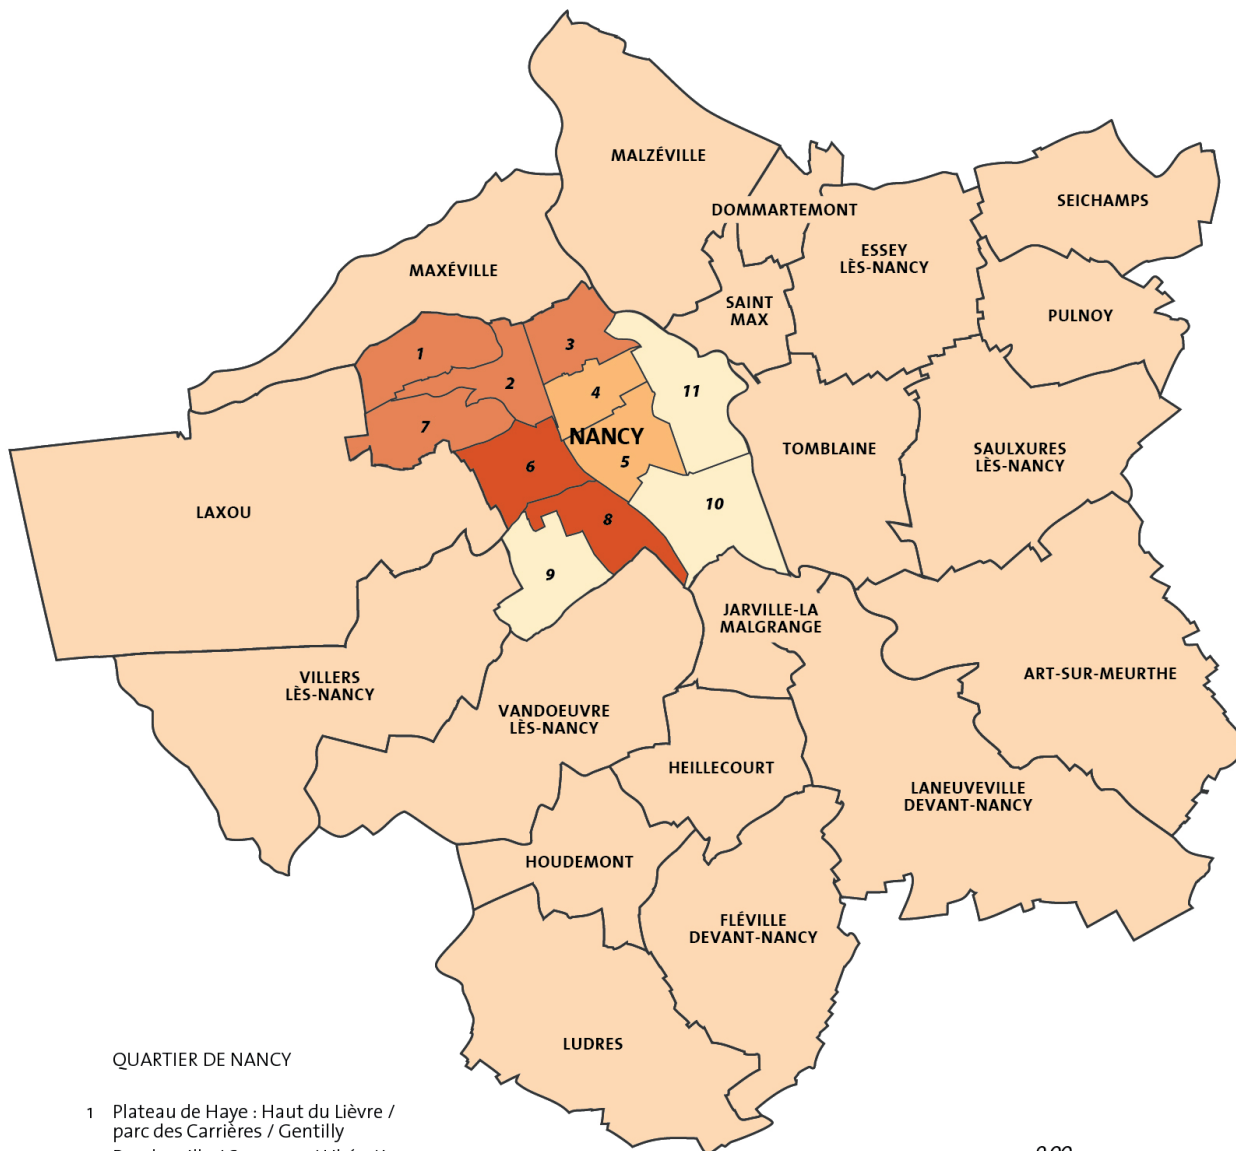 MALZÉVILLE
DOMMARTEMONT
SEICHAMPS
ESSEY
LÈS-NANCY
MAXÉVILLE
SAINT
MAX
PULNOY
1
3
2
4
11
7
NANCY
6
5
TOMBLAINE
SAULXURES
LÈS-NANCY
LAXOU
8
10
9
JARVILLE-LA
MALGRANGE
VILLERS
LÈS-NANCY
ART-SUR-MEURTHE
VANDOEUVRE
LÈS-NANCY
HEILLECOURT
LANEUVEVILLE
DEVANT-NANCY
HOUDEMONT
FLÉVILLE
DEVANT-NANCY
LUDRES
QUARTIER DE NANCY
1 Plateau de Haye : Haut du Lièvre /
parc des Carrières / Gentilly